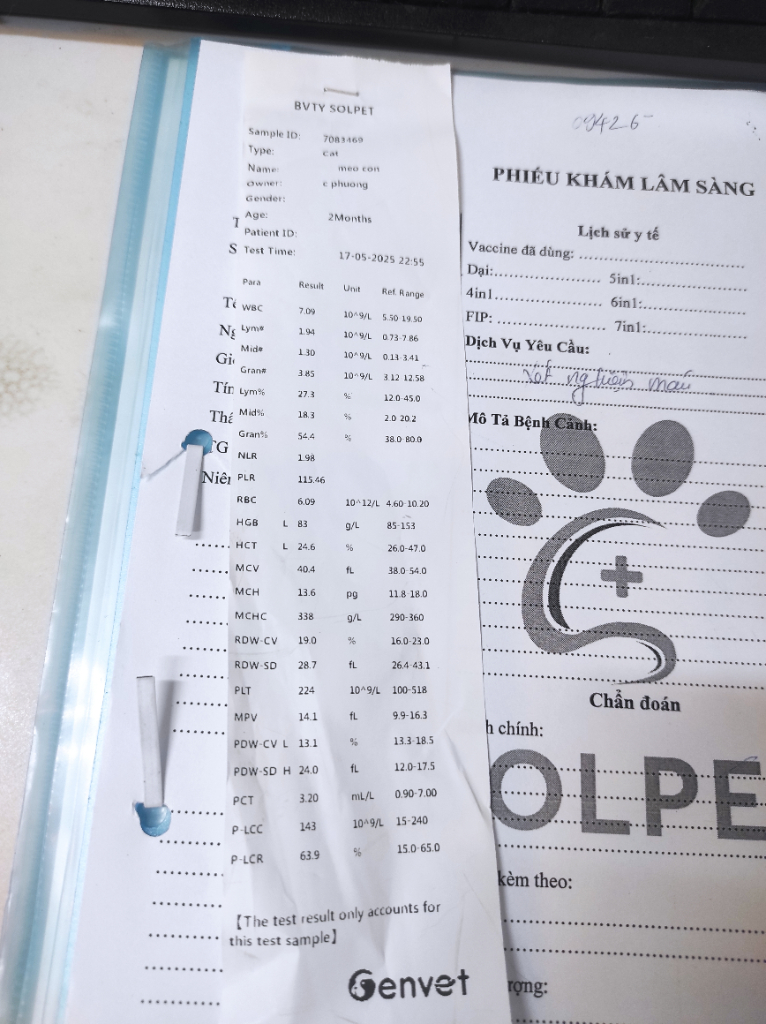 BVTY SOLPET
Sample ID: 7083469
Type: Cat
Name: meo con
Owner: c phuong
Gender:
Age: 2Months
Patient ID:
Test Time: 17-05-2025 22:55
Para Result Unit Ref. Range
WBC 7.09 10^9/L 5.50-19.50
Lym# 1.94 10^9/L 0.73-7.86
Mid# 1.30 10^9/L 0.13-3.41
Gran# 3.85 10^9/L 3.12-12.58
Lym% 27.3 % 12.0-45.0
Mid% 18.3 % 2.0-20.2
Gran% 54.4 % 38.0-80.0
NLR 1.98
PLR 115.46
RBC 6.09 10^12/L 4.60-10.20
HGB L 83 g/L 85-153
HCT L 24.6 % 26.0-47.0
MCV 40.4 fL 38.0-54.0
MCH 13.6 pg 11.8-18.0
MCHC 338 g/L 290-360
RDW-CV 19.0 % 16.0-23.0
RDW-SD 28.7 fL 26.4-43.1
PLT 224 10^9/L 100-518
MPV 14.1 fL 9.9-16.3
PDW-CV L 13.1 % 13.3-18.5
PDW-SD H 24.0 fL 12.0-17.5
PCT 3.20 mL/L 0.90-7.00
P-LCC 143 10^9/L 15-240
P-LCR 63.9 % 15.0-65.0
【The test result only accounts for
this test sample】
Genvet
09426
PHIẾU KHÁM LÂM SÀNG
Lịch sử y tế
Vaccine đã dùng:
Dại: 5in1:
4in1 6in1:
FIP: 7in1:
Dịch Vụ Yêu Cầu:
xét nghiệm máu
Mô Tả Bệnh Cảnh:
Chẩn đoán
h chính:
OLPE
kèm theo:
rợng: